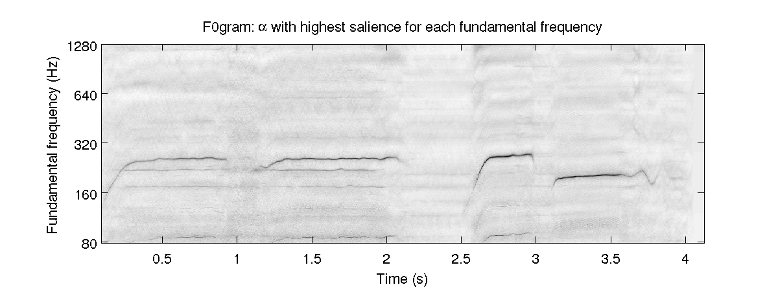 F0gram: α with highest salience for each fundamental frequency
Fundamental frequency (Hz)
1280
640
320
160
80
0.5 1 1.5 2 2.5 3 3.5 4
Time (s)